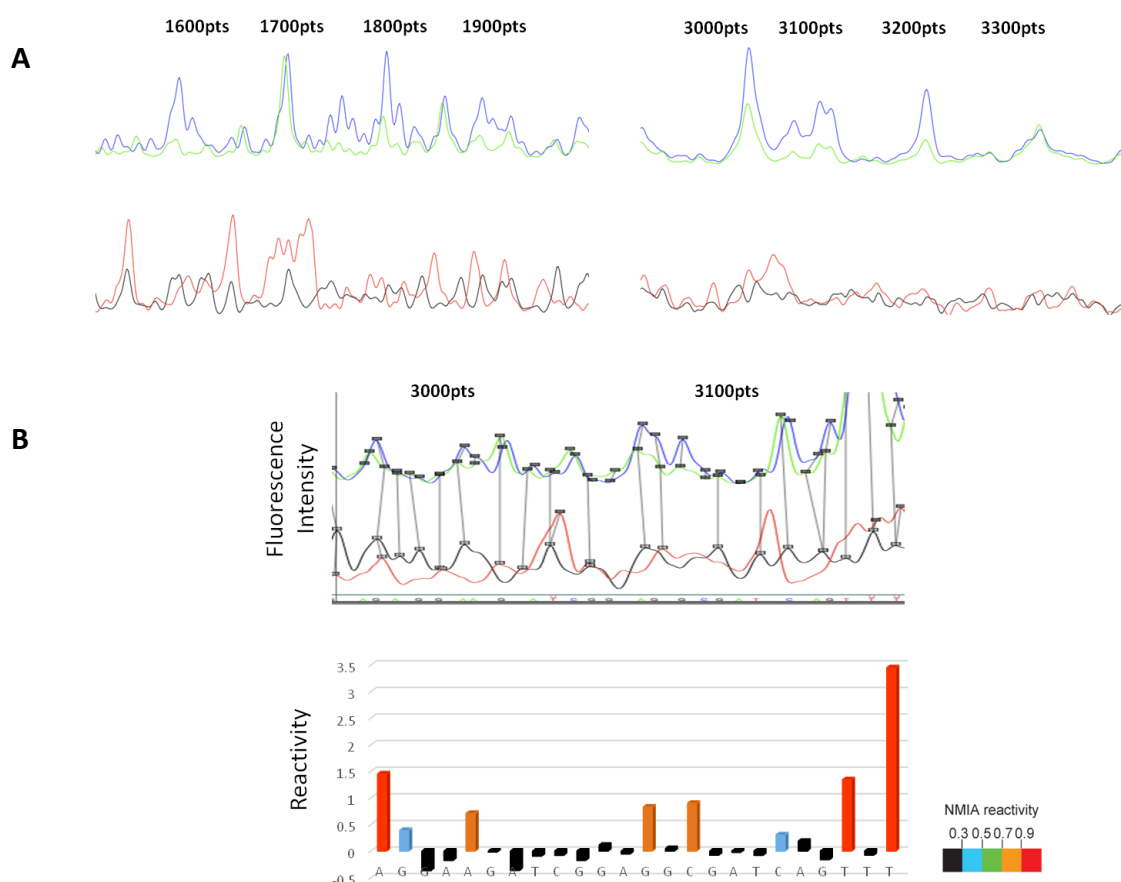 1600pts 1700pts 1800pts 1900pts 3000pts 3100pts 3200pts 3300pts
A
3000pts 3100pts
B
Fluorescence
Intensity
3.5
3
2.5
2
1.5
1
0.5
0
-0.5
Reactivity
A G G A A G A T C G G A G G C G A T C A G T T T
NMIA reactivity
0.3 0.5 0.7 0.9